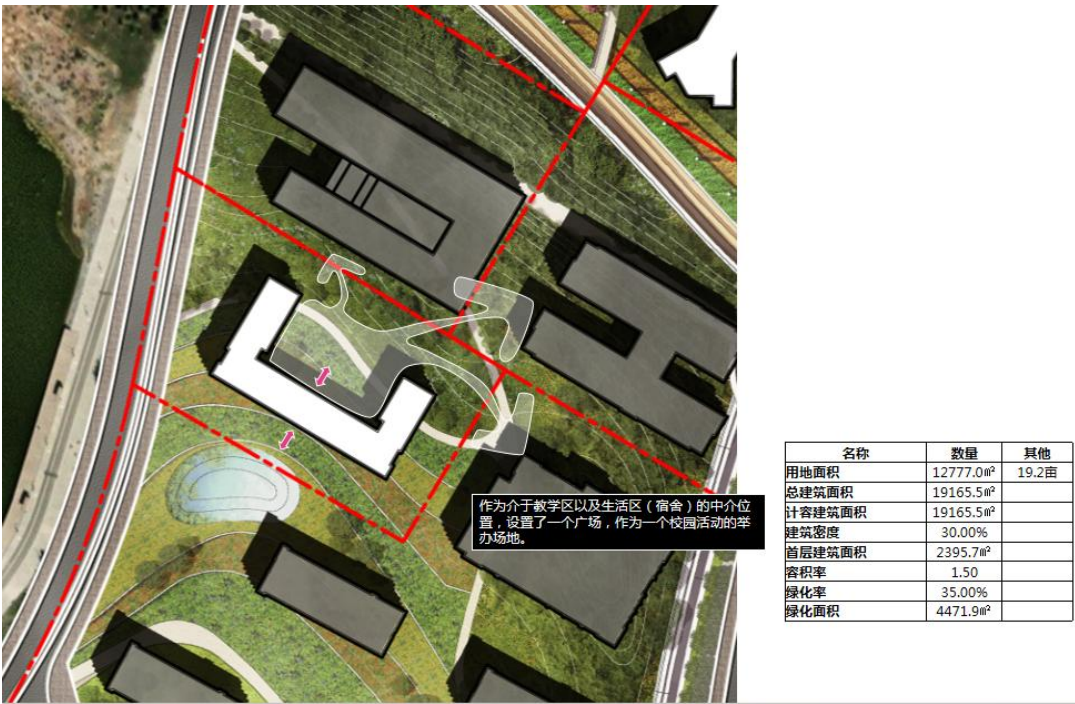 作为介于教学区以及生活区（宿舍）的中介位
置，设置了一个广场，作为一个校园活动的举
办场地。
名称 数量 其他
用地面积 12777.0㎡ 19.2亩
总建筑面积 19165.5㎡
计容建筑面积 19165.5㎡
建筑密度 30.00%
首层建筑面积 2395.7㎡
容积率 1.50
绿化率 35.00%
绿化面积 4471.9㎡